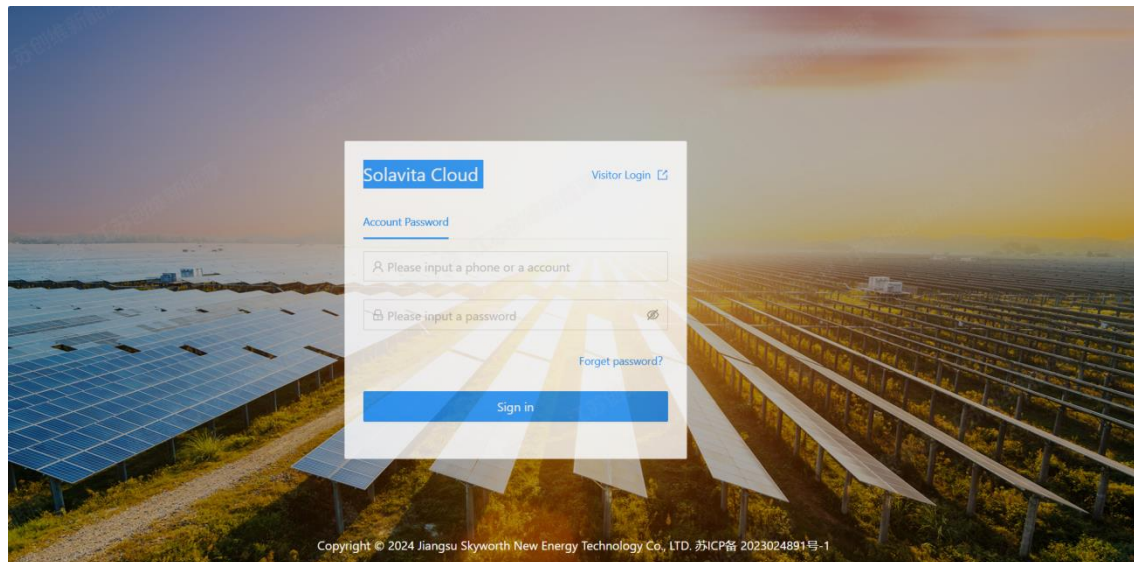 Solavita Cloud
Visitor Login
Account Password
Please input a phone or a account
Please input a password
Forget password?
Sign in
Copyright © 2024 Jiangsu Skyworth New Energy Technology Co., LTD. 苏ICP备 2023024891号-1